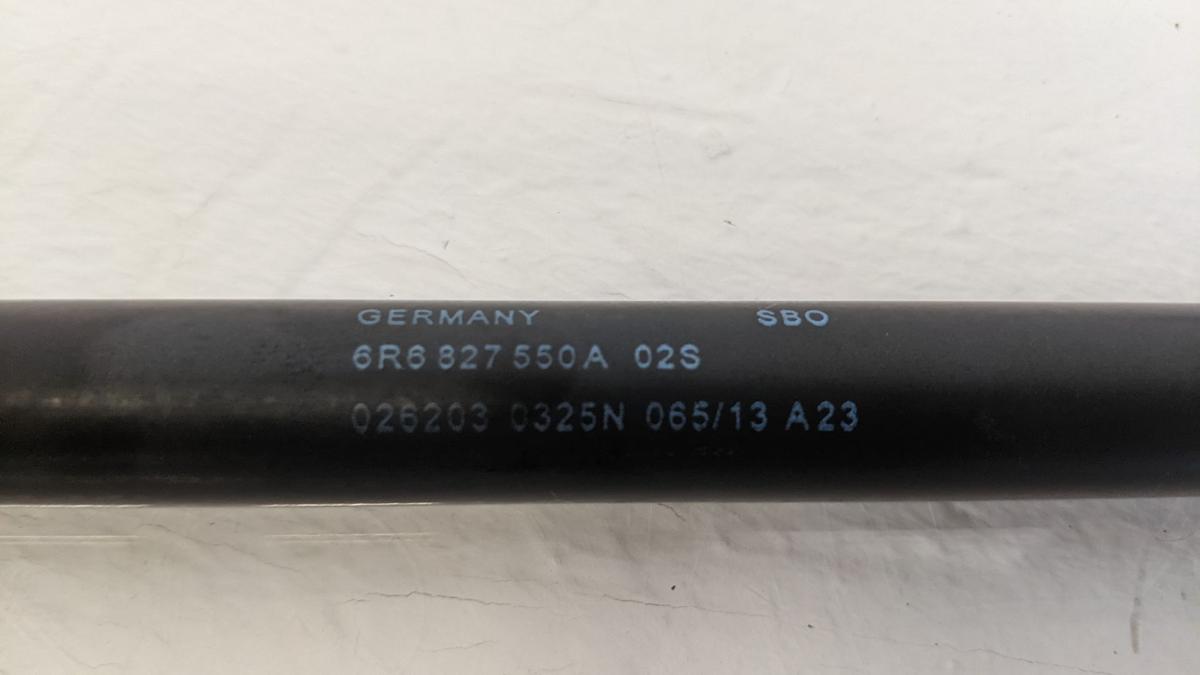 GERMANY SBO
6R6 827 550A 02S
026203 0325N 065/13 A23